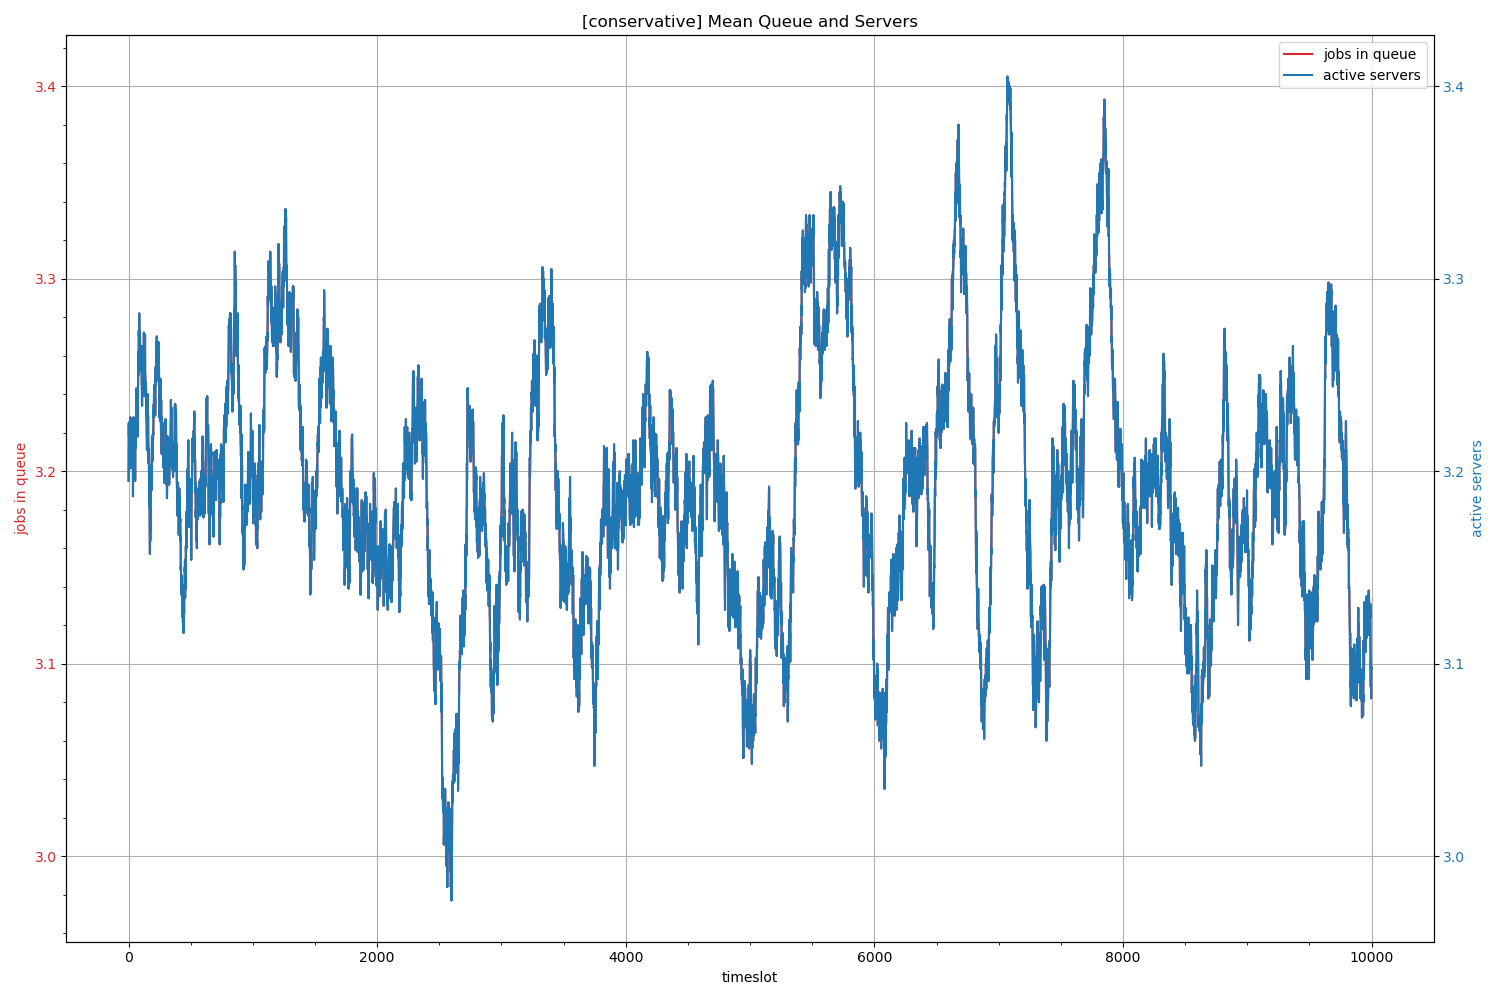 [conservative] Mean Queue and Servers
jobs in queue
active servers
3.4
3.3
3.2
3.1
3.0
jobs in queue
3.4
3.3
3.2
3.1
3.0
active servers
0
2000
4000
6000
8000
10000
timeslot